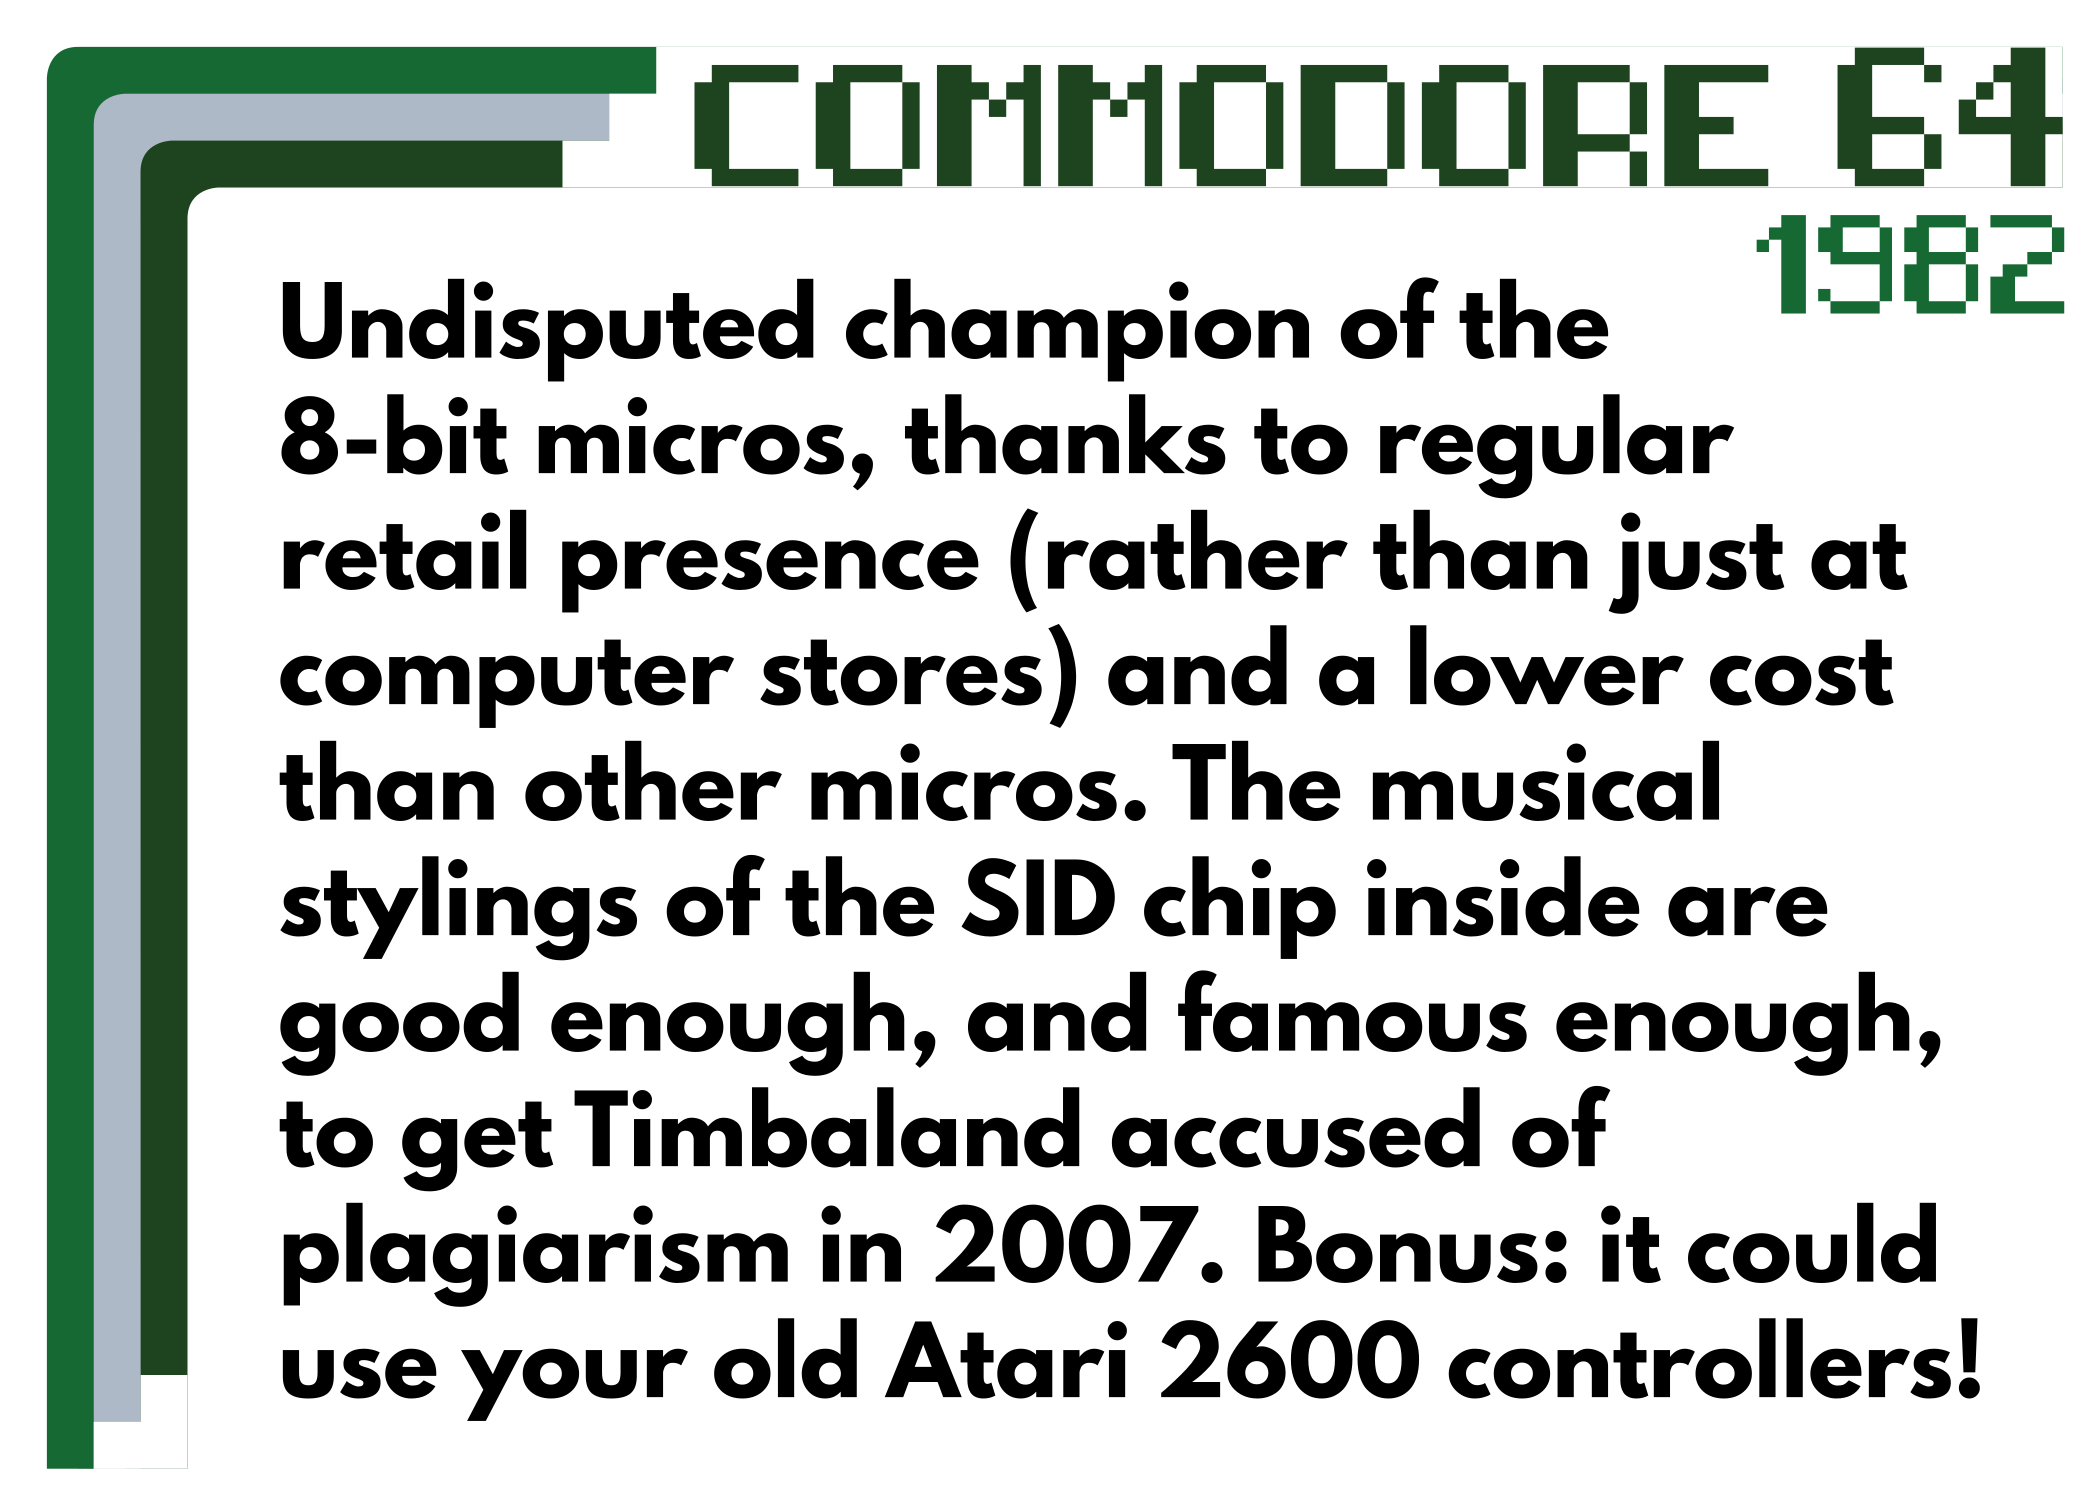 COMMODORE 64
1982
Undisputed champion of the
8-bit micros, thanks to regular
retail presence (rather than just at
computer stores) and a lower cost
than other micros. The musical
stylings of the SID chip inside are
good enough, and famous enough,
to get Timbaland accused of
plagiarism in 2007. Bonus: it could
use your old Atari 2600 controllers!